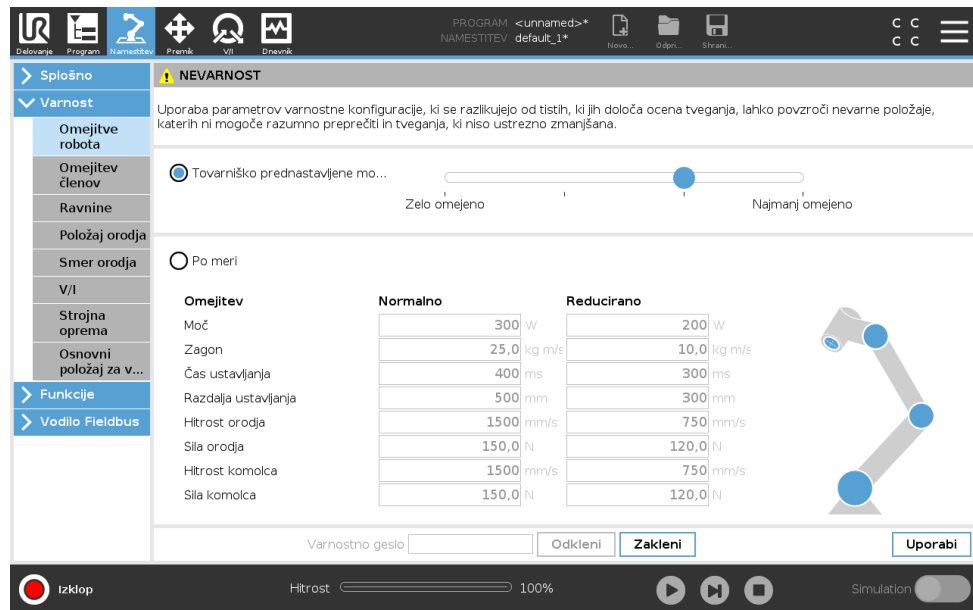 UR
PROGRAM <unnamed>*
NAMESTITEV default_1*
C C
C C
Delovanje Program Namestitev Premik V/I Dnevnik Novo... Odpri... Shrani...
Splošno
Varnost
Omejitve
robota
Omejitev
členov
Ravnine
Položaj orodja
Smer orodja
V/I
Strojna
oprema
Osnovni
položaj za v...
Funkcije
Vodilo Fieldbus
NEVARNOST
Uporaba parametrov varnostne konfiguracije, ki se razlikujejo od tistih, ki jih določa ocena tveganja, lahko povzroči nevarne položaje,
katerih ni mogoče razumno preprečiti in tveganja, ki niso ustrezno zmanjšana.
Tovarniško prednastavljene mo...
Zelo omejeno Najmanj omejeno
Po meri
Omejitev Normalno Reducirano
Moč 300 W 200 W
Zagon 25,0 kg m/s 10,0 kg m/s
Čas ustavljanja 400 ms 300 ms
Razdalja ustavljanja 500 mm 300 mm
Hitrost orodja 1500 mm/s 750 mm/s
Sila orodja 150,0 N 120,0 N
Hitrost komolca 1500 mm/s 750 mm/s
Sila komolca 150,0 N 120,0 N
Varnostno geslo Odkleni Zakleni Uporabi
Izklop Hitrost 100% Simulation